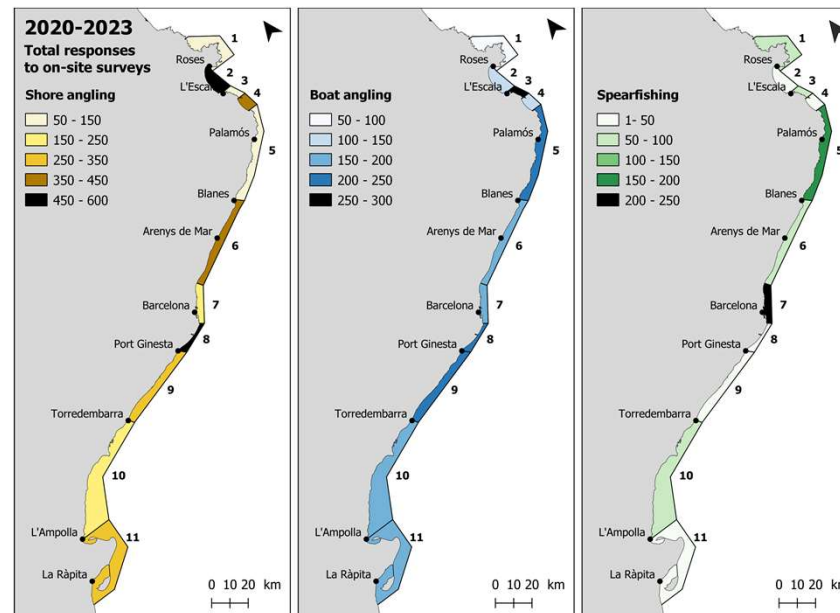 2020-2023
Total responses
to on-site surveys
Shore angling
50 - 150
150 - 250
250 - 350
350 - 450
450 - 600
Roses
L'Escala
Palamós
Blanes
Arenys de Mar
Barcelona
Port Ginesta
Torredembarra
L'Ampolla
La Ràpita
1
2
3
4
5
6
7
8
9
10
11
0 10 20 km
Boat angling
50 - 100
100 - 150
150 - 200
200 - 250
250 - 300
Roses
L'Escala
Palamós
Blanes
Arenys de Mar
Barcelona
Port Ginesta
Torredembarra
L'Ampolla
La Ràpita
1
2
3
4
5
6
7
8
9
10
11
0 10 20 km
Spearfishing
1- 50
50 - 100
100 - 150
150 - 200
200 - 250
Roses
L'Escala
Palamós
Blanes
Arenys de Mar
Barcelona
Port Ginesta
Torredembarra
L'Ampolla
La Ràpita
1
2
3
4
5
6
7
8
9
10
11
0 10 20 km